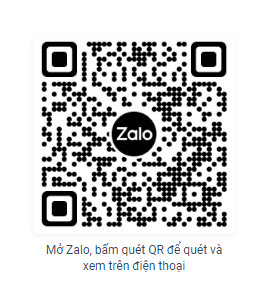 Zalo
Mở Zalo, bấm quét QR để quét và
xem trên điện thoại